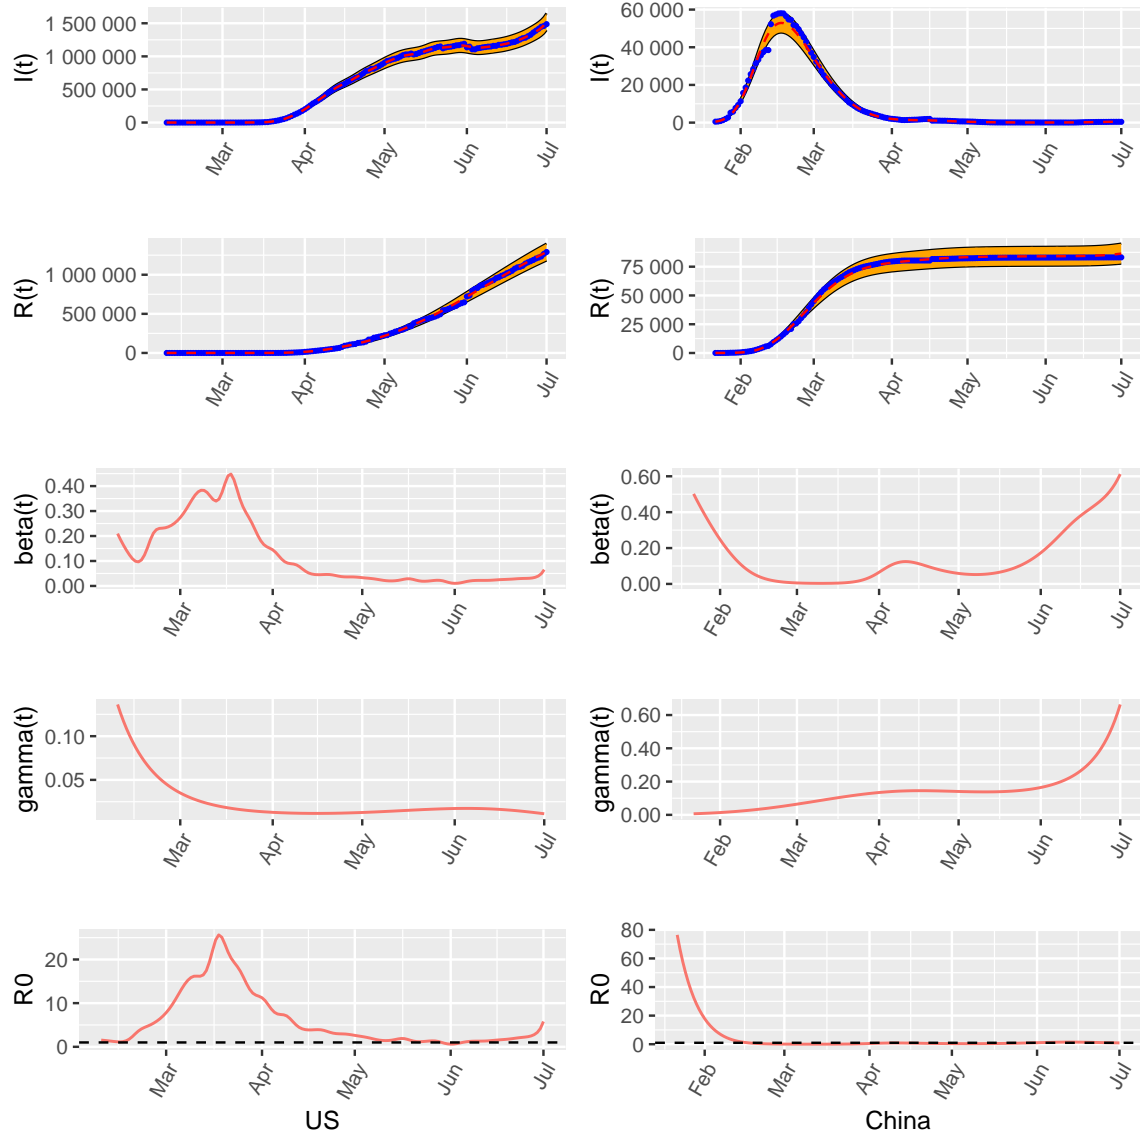 I(t)
1 500 000
1 000 000
500 000
0
Mar
Apr
May
Jun
Jul
I(t)
60 000
40 000
20 000
0
Feb
Mar
Apr
May
Jun
Jul
R(t)
1 000 000
500 000
0
Mar
Apr
May
Jun
Jul
R(t)
75 000
50 000
25 000
0
Feb
Mar
Apr
May
Jun
Jul
beta(t)
0.40
0.30
0.20
0.10
0.00
Mar
Apr
May
Jun
Jul
beta(t)
0.60
0.40
0.20
0.00
Feb
Mar
Apr
May
Jun
Jul
gamma(t)
0.10
0.05
Mar
Apr
May
Jun
Jul
gamma(t)
0.60
0.40
0.20
0.00
Feb
Mar
Apr
May
Jun
Jul
R0
20
10
0
Mar
Apr
May
Jun
Jul
US
R0
80
60
40
20
0
Feb
Mar
Apr
May
Jun
Jul
China